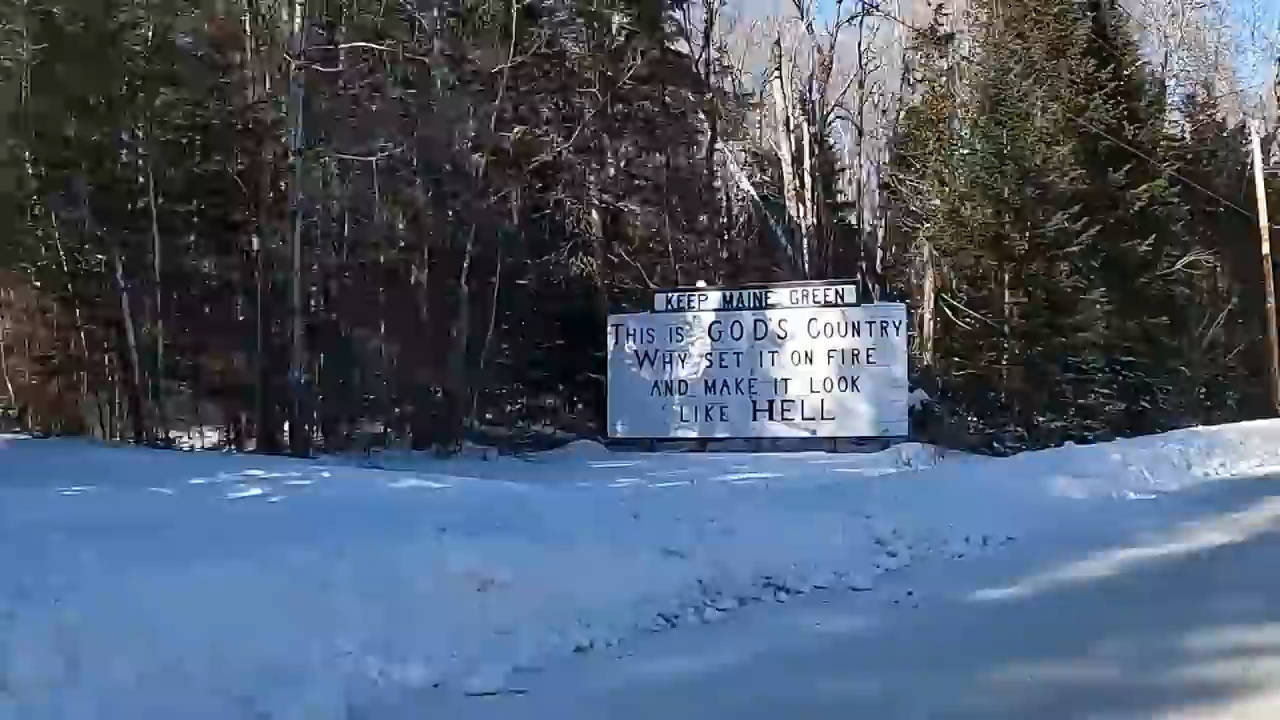 KEEP MAINE GREEN
THIS IS GOD'S COUNTRY
WHY SET IT ON FIRE
AND MAKE IT LOOK
LIKE HELL